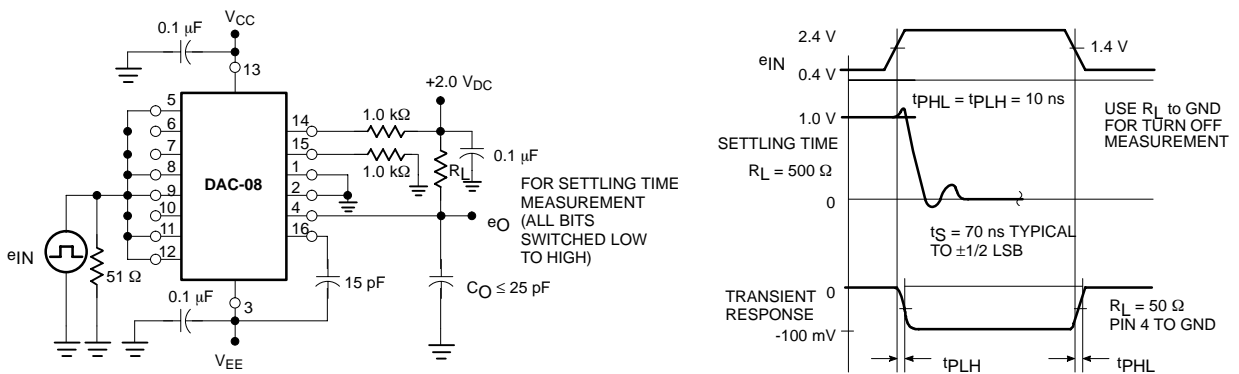 VCC
0.1 μF
13
+2.0 VDC
5
6
7
8
9
10
11
12
DAC-08
14
15
1
2
4
16
3
1.0 kΩ
1.0 kΩ
RL
0.1 μF
eIN
51 Ω
0.1 μF
VEE
15 pF
CO ≤ 25 pF
eO
FOR SETTLING TIME
MEASUREMENT
(ALL BITS
SWITCHED LOW
TO HIGH)
2.4 V
eIN
0.4 V
1.4 V
tPHL = tPLH = 10 ns
USE RL to GND
FOR TURN OFF
MEASUREMENT
1.0 V
SETTLING TIME
RL = 500 Ω
0
tS = 70 ns TYPICAL
TO ±1/2 LSB
TRANSIENT
RESPONSE
0
-100 mV
RL = 50 Ω
PIN 4 TO GND
tPLH
tPHL